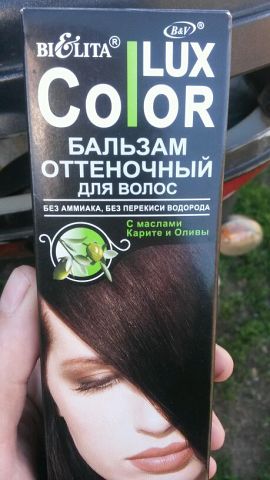 BIELITA®
B&V®
LUX
Color
БАЛЬЗАМ
ОТТЕНОЧНЫЙ
ДЛЯ ВОЛОС
БЕЗ АММИАКА, БЕЗ ПЕРЕКИСИ ВОДОРОДА
С маслами
Карите и Оливы